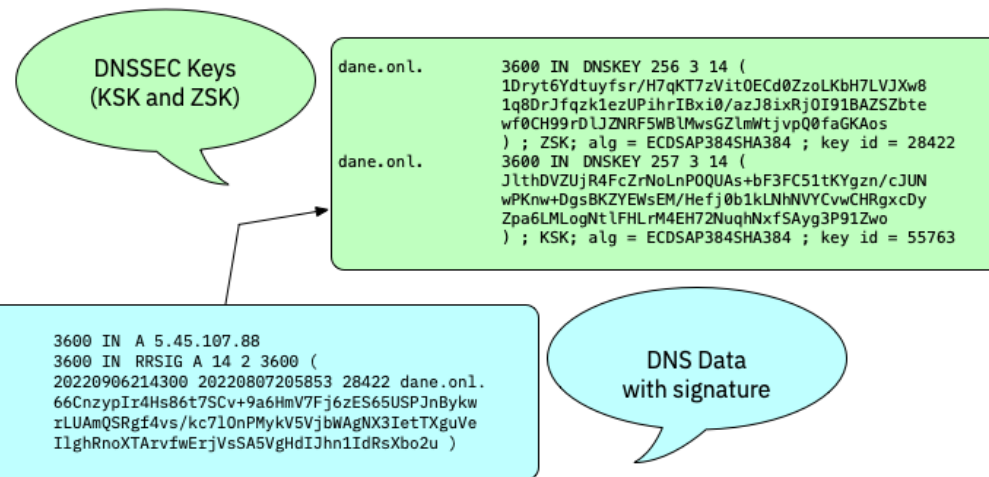 DNSSEC Keys
(KSK and ZSK)
dane.onl. 3600 IN DNSKEY 256 3 14 (
1Dryt6Ydtuyfsr/H7qKT7zVitOECd0ZzoLKbH7LVJXw8
1q8DrJfqzk1ezUPihrIBxi0/azJ8ixRjOI91BAZSZbte
wf0CH99rDlJZNRF5WBlMwsGZlmWtjvpQ0faGKAos
) ; ZSK; alg = ECDSAP384SHA384 ; key id = 28422
dane.onl. 3600 IN DNSKEY 257 3 14 (
JlthDVZUjR4FcZrNoLnPOQUAs+bF3FC51tKYgzn/cJUN
wPKnw+DgsBKZYEWsEM/Hefj0b1kLNhNVYCvwCHRgxcDy
Zpa6LMLogNtlFHLrM4EH72NuqhNxfSAyg3P91Zwo
) ; KSK; alg = ECDSAP384SHA384 ; key id = 55763
3600 IN A 5.45.107.88
3600 IN RRSIG A 14 2 3600 (
20220906214300 20220807205853 28422 dane.onl.
66CnzypIr4Hs86t7SCv+9a6HmV7Fj6zES65USPJnBykw
rLUAmQSRgf4vs/kc7lOnPMykV5VjbWAgNX3IetTXguVe
IlghRnoXTArvfwErjVsSA5VgHdIJhn1IdRsXbo2u )
DNS Data
with signature